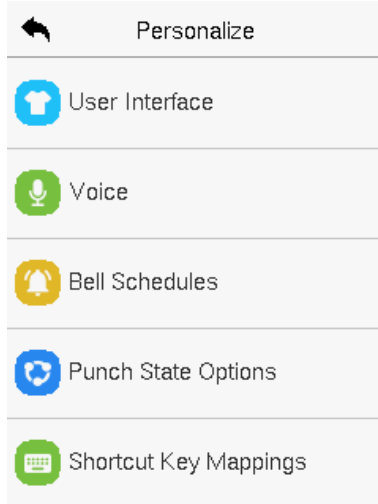 Personalize
User Interface
Voice
Bell Schedules
Punch State Options
Shortcut Key Mappings